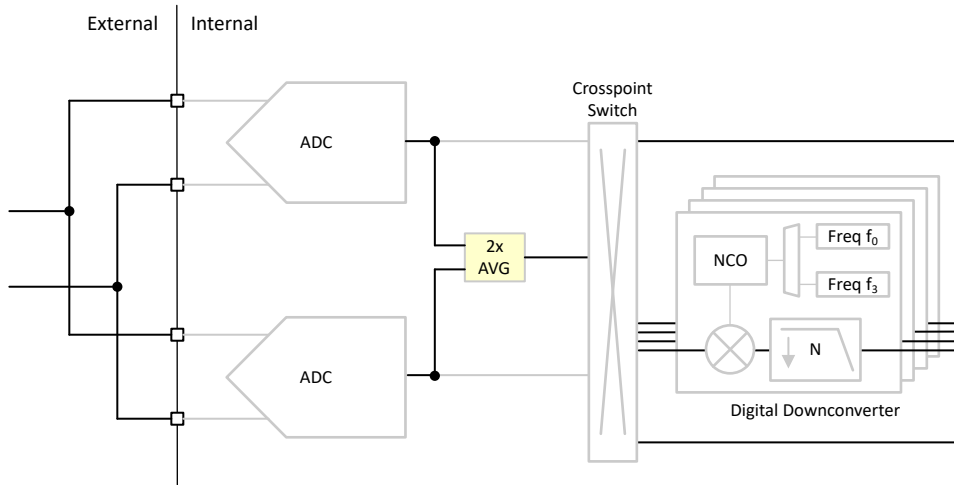 External
Internal
Crosspoint
Switch
ADC
2x
AVG
NCO
Freq f0
Freq f3
N
ADC
Digital Downconverter